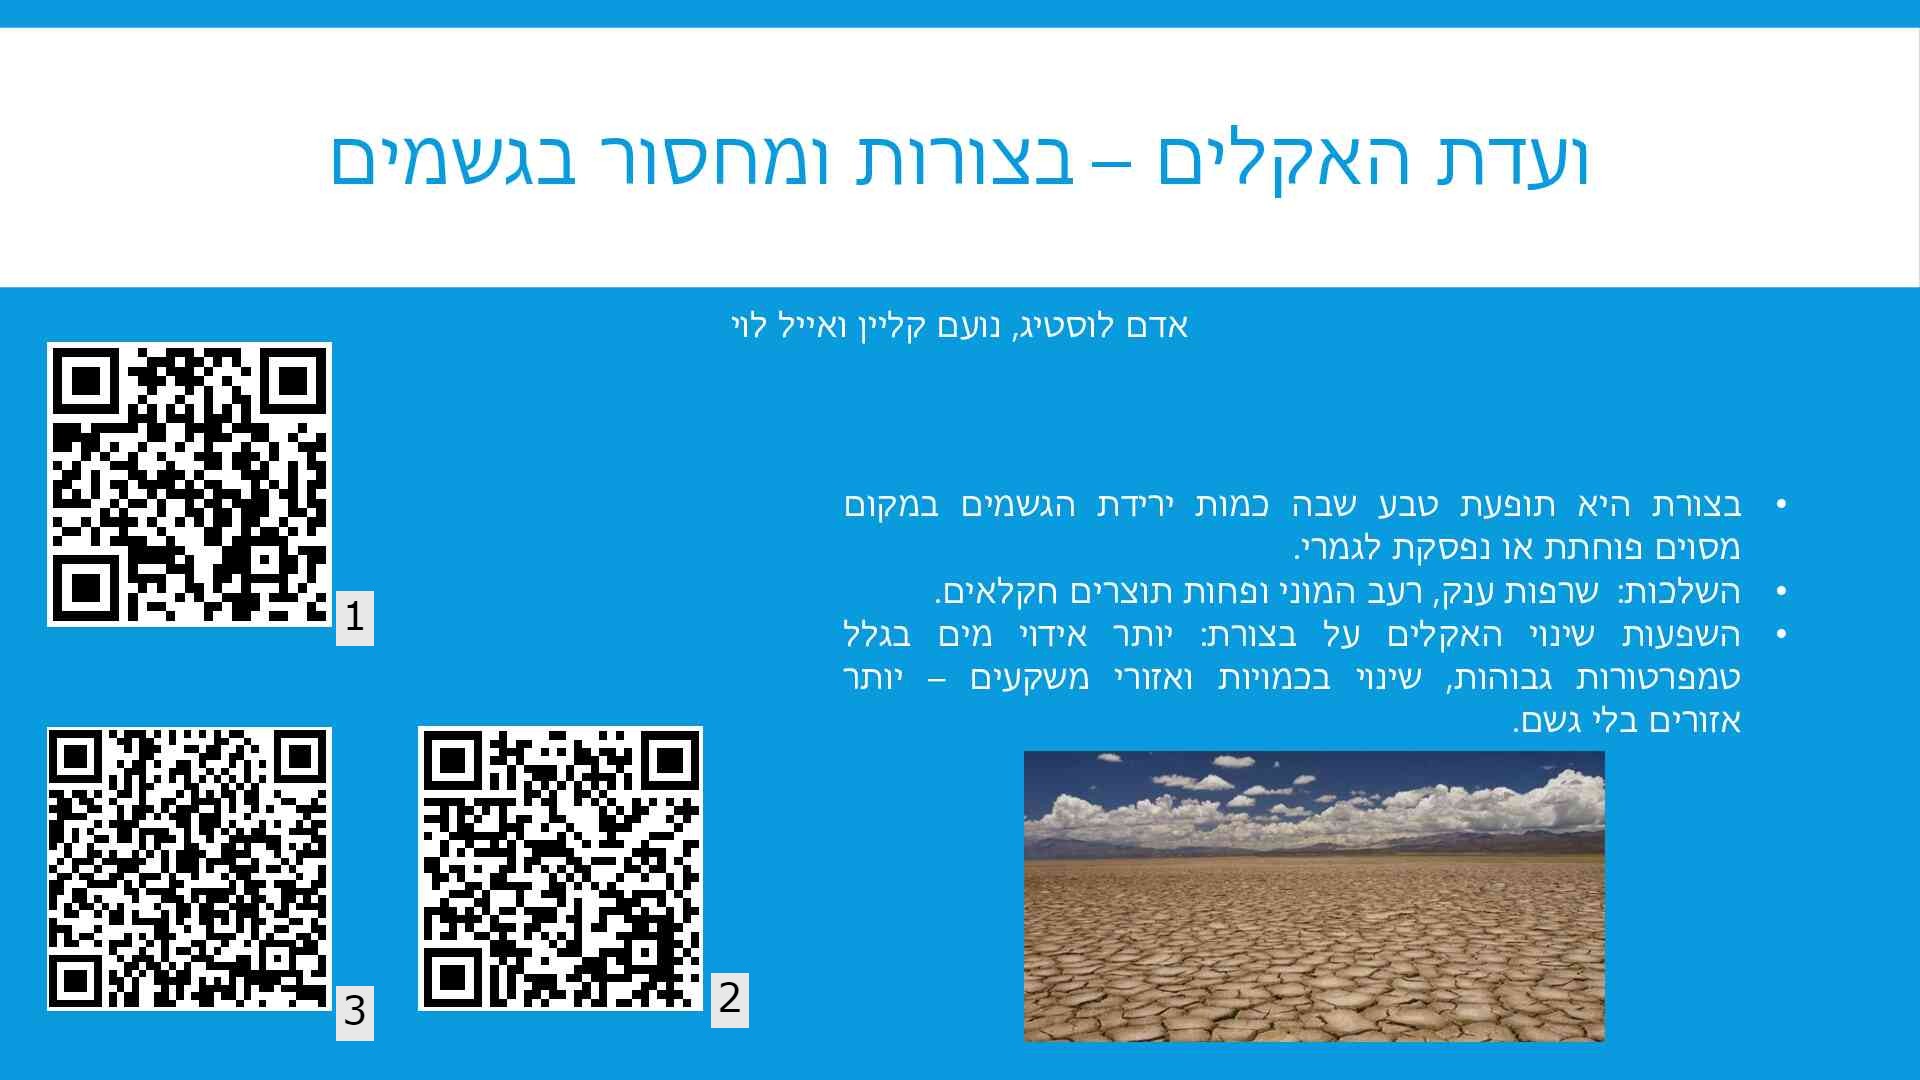 ועדת האקלים – בצורות ומחסור בגשמים
אדם לוסטיג, נועם קליין ואייל לוי
• בצורת היא תופעת טבע שבה כמות ירידת הגשמים במקום
מסוים פוחתת או נפסקת לגמרי.
• השלכות: שרפות ענק, רעב המוני ופחות תוצרים חקלאים.
• השפעות שינוי האקלים על בצורת: יותר אידוי מים בגלל
טמפרטורות גבוהות, שינוי בכמויות ואזורי משקעים – יותר
אזורים בלי גשם.
1
2
3